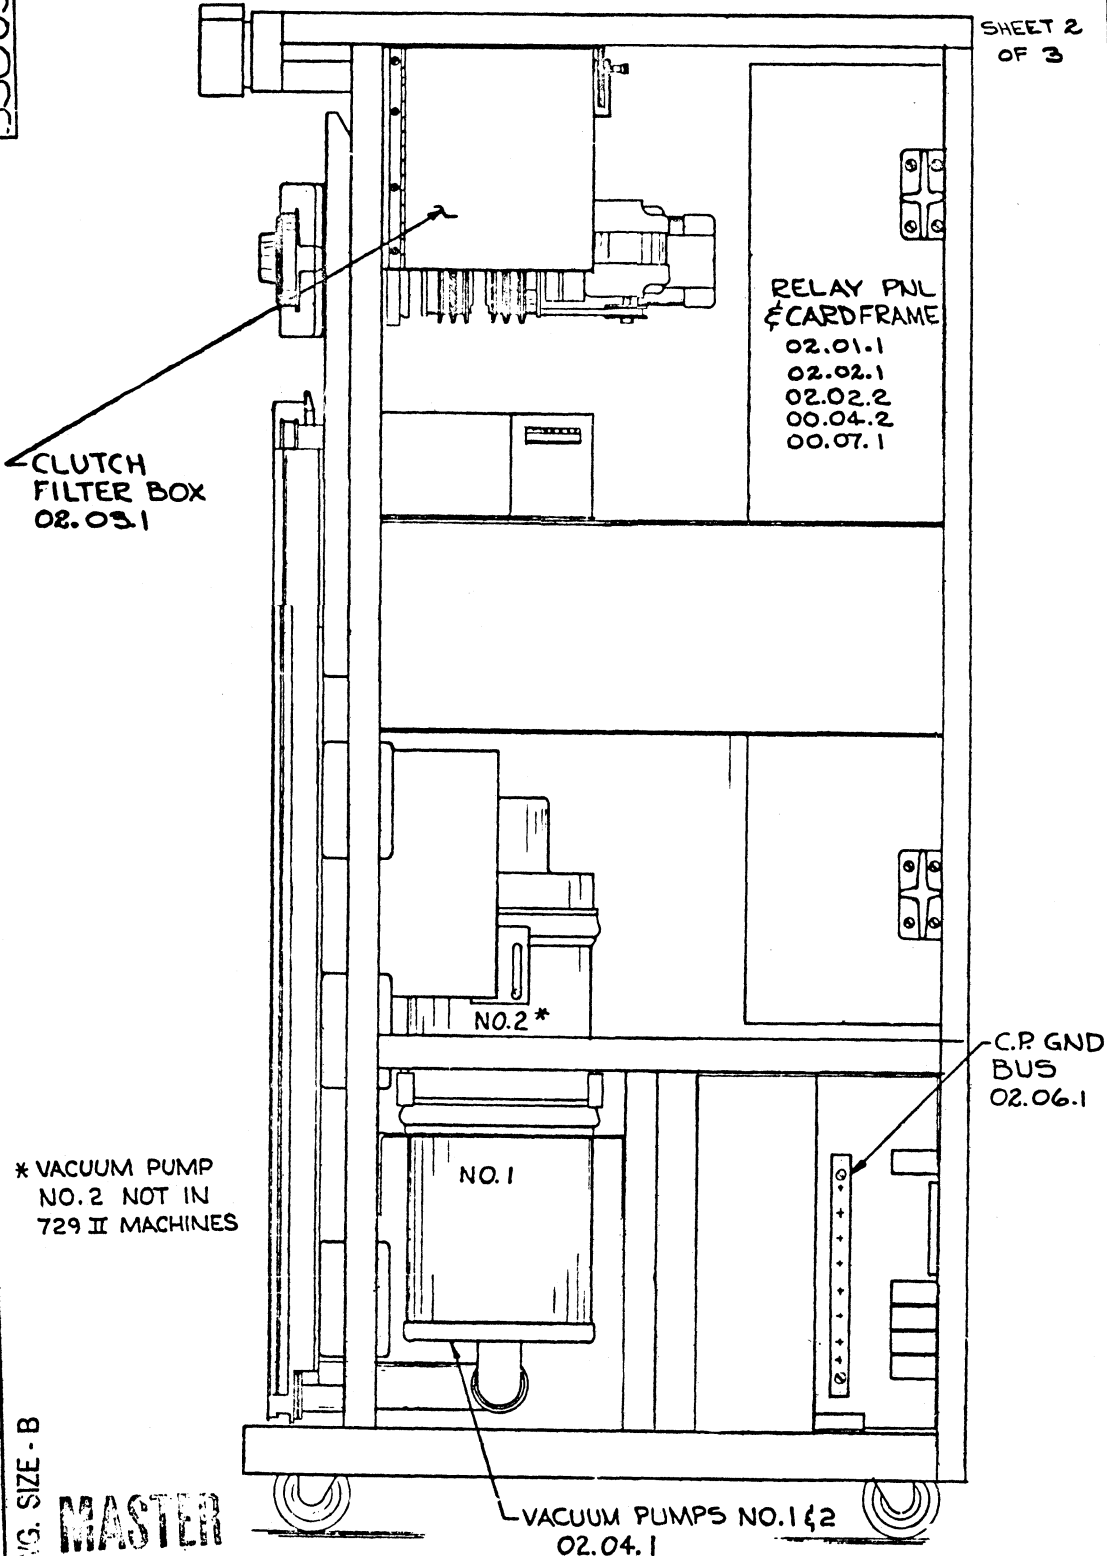 SHEET 2
OF 3
RELAY PNL
& CARDFRAME
02.01.1
02.02.1
02.02.2
00.04.2
00.07.1
CLUTCH
FILTER BOX
02.03.1
NO.2*
C.P. GND
BUS
02.06.1
NO.1
* VACUUM PUMP
NO.2 NOT IN
729 II MACHINES
SIZE - B
MASTER
VACUUM PUMPS NO.1 & 2
02.04.1